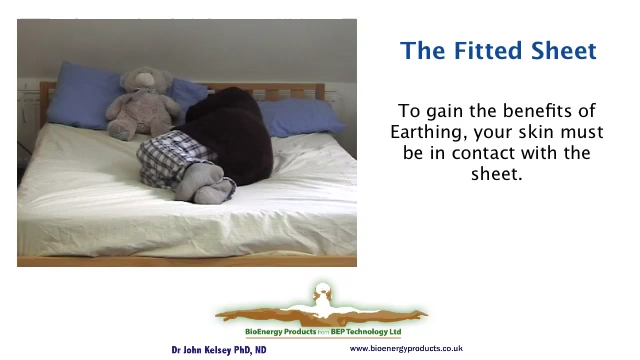 The Fitted Sheet
To gain the benefits of
Earthing, your skin must
be in contact with the
sheet.
BioEnergy Products from BEP Technology Ltd
Dr John Kelsey PhD, ND
www.bioenergyproducts.co.uk